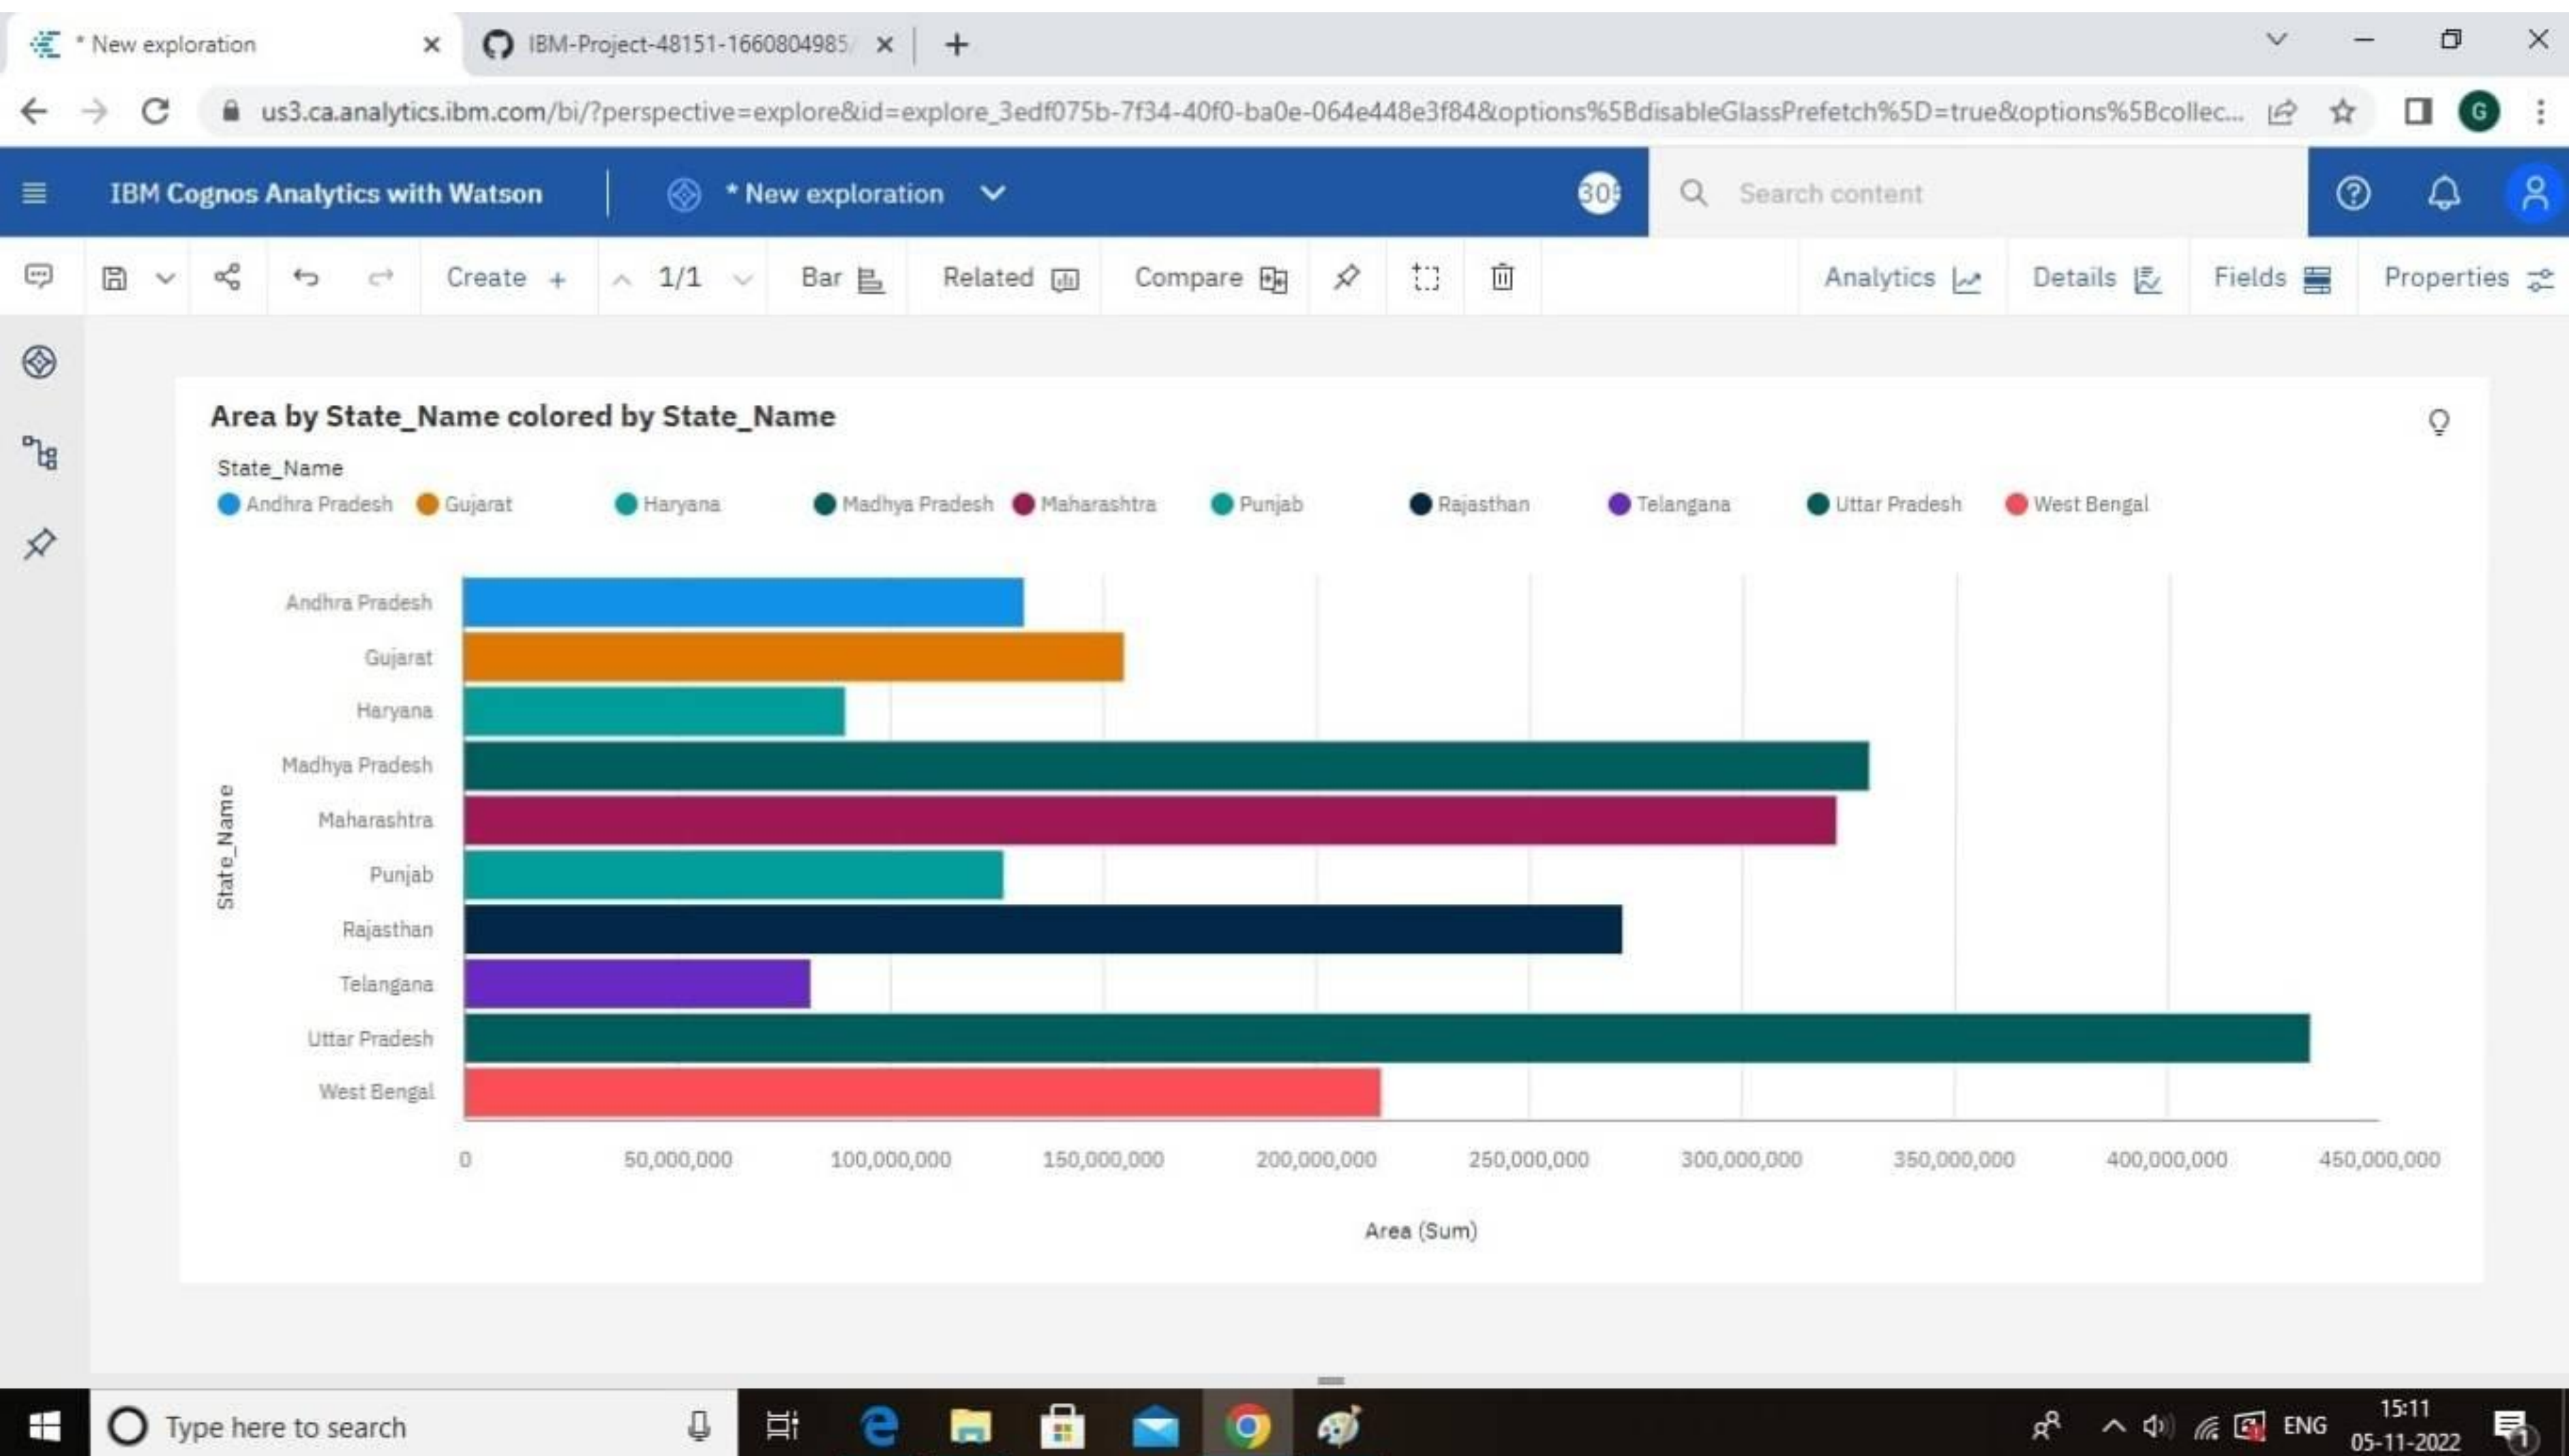 * New exploration
IBM-Project-48151-1660804985/
us3.ca.analytics.ibm.com/bi/?perspective=explore&id=explore_3edf075b-7f34-40f0-ba0e-064e448e3f84&options%5BdisableGlassPrefetch%5D=true&options%5Bcollec...
G
IBM Cognos Analytics with Watson
* New exploration
Search content
Create +
1/1
Bar
Related
Compare
Analytics
Details
Fields
Properties
Area by State_Name colored by State_Name
State_Name
Andhra Pradesh Gujarat Haryana Madhya Pradesh Maharashtra Punjab Rajasthan Telangana Uttar Pradesh West Bengal
State_Name
Andhra Pradesh
Gujarat
Haryana
Madhya Pradesh
Maharashtra
Punjab
Rajasthan
Telangana
Uttar Pradesh
West Bengal
0 50,000,000 100,000,000 150,000,000 200,000,000 250,000,000 300,000,000 350,000,000 400,000,000 450,000,000
Area (Sum)
Type here to search
ENG
15:11
05-11-2022
1